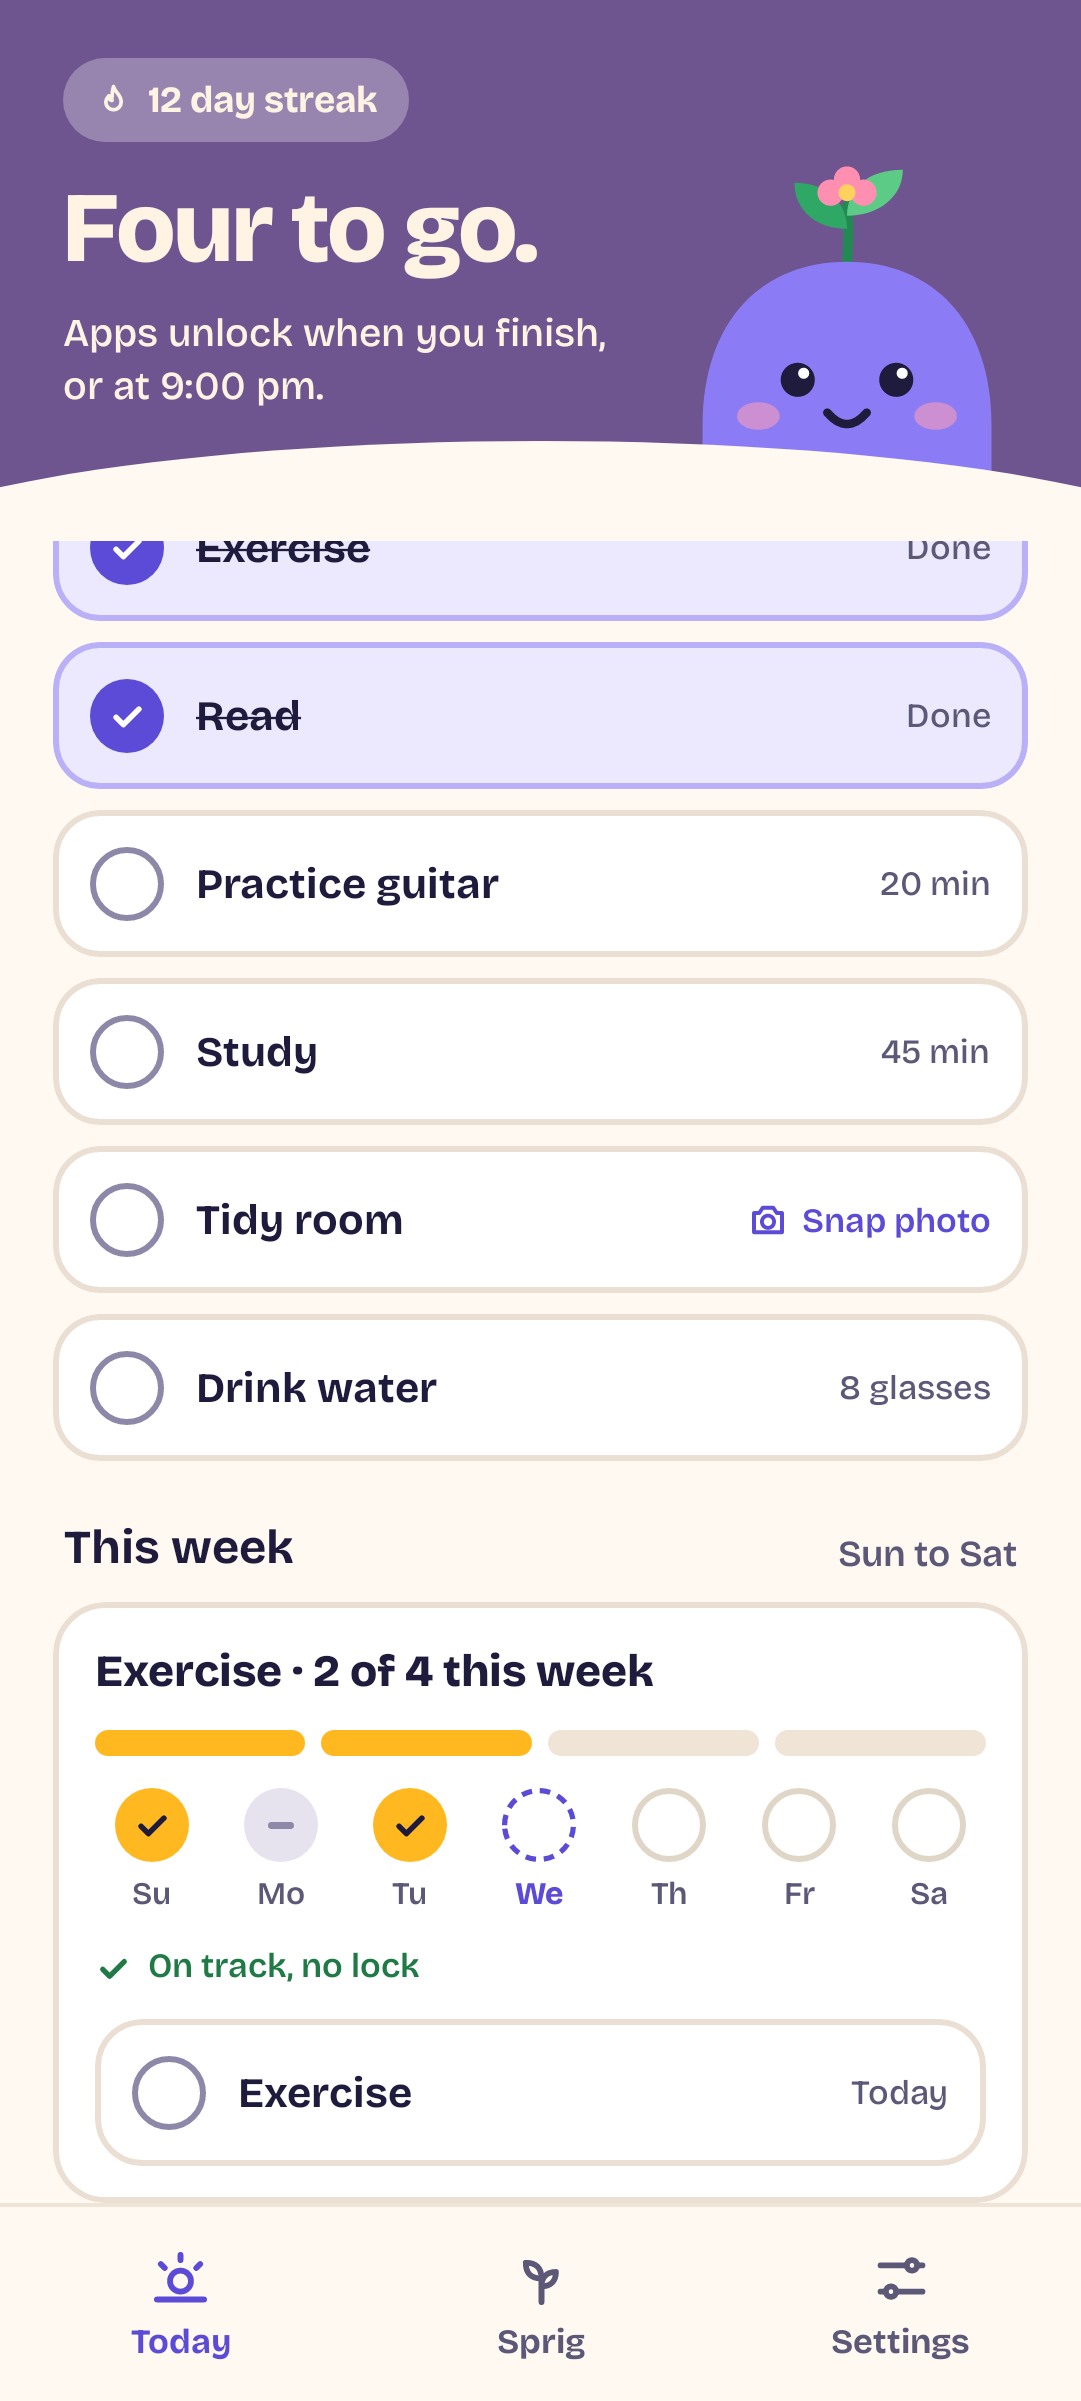 12 day streak
Four to go.
Apps unlock when you finish,
or at 9:00 pm.
Exercise Done
Read Done
Practice guitar 20 min
Study 45 min
Tidy room Snap photo
Drink water 8 glasses
This week Sun to Sat
Exercise · 2 of 4 this week
Su Mo Tu We Th Fr Sa
On track, no lock
Exercise Today
Today Sprig Settings